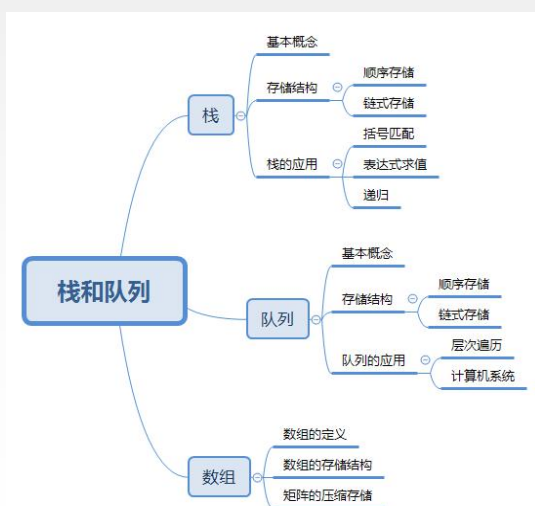 栈和队列
栈
基本概念
存储结构
顺序存储
链式存储
栈的应用
括号匹配
表达式求值
递归
队列
基本概念
存储结构
顺序存储
链式存储
队列的应用
层次遍历
计算机系统
数组
数组的定义
数组的存储结构
矩阵的压缩存储